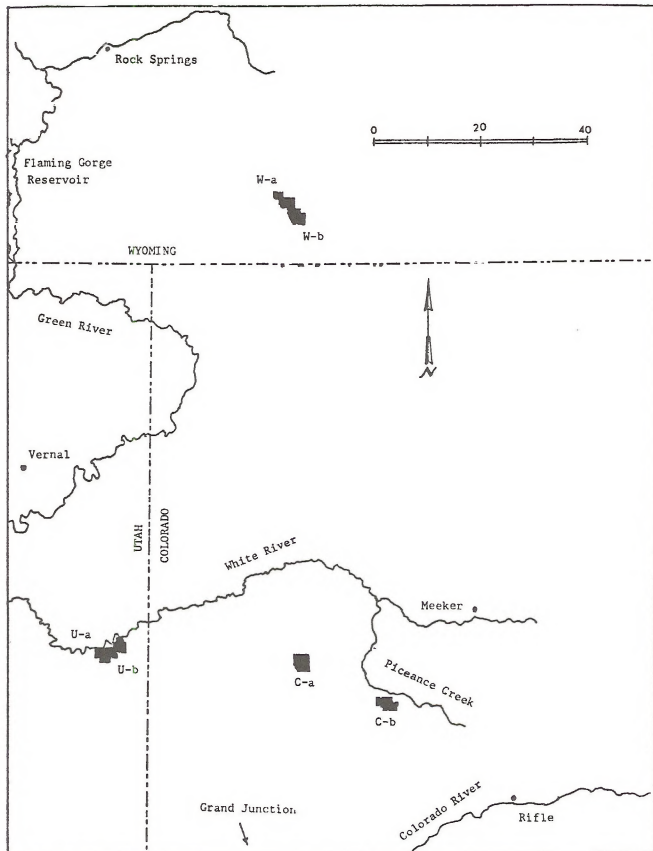 Rock Springs
0 20 40
Flaming Gorge
Reservoir
W-a
W-b
WYOMING
Green River
N
Vernal
UTAH
COLORADO
White River
Meeker
U-a
U-b
C-a
Piceance Creek
C-b
Grand Junction
Colorado River
Rifle